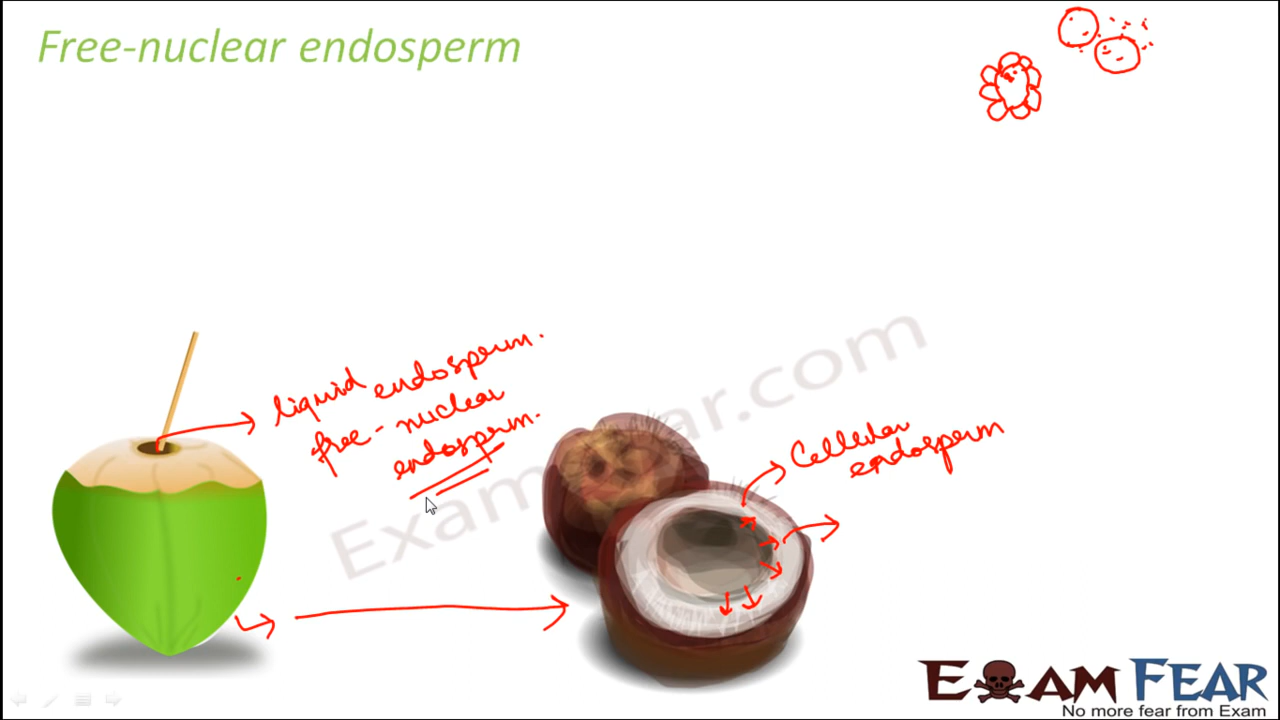 Free-nuclear endosperm
liquid endosperm.
free-nuclear
endosperm.
Cellular
endosperm
ExamFear.com
EXAM FEAR
No more fear from Exam